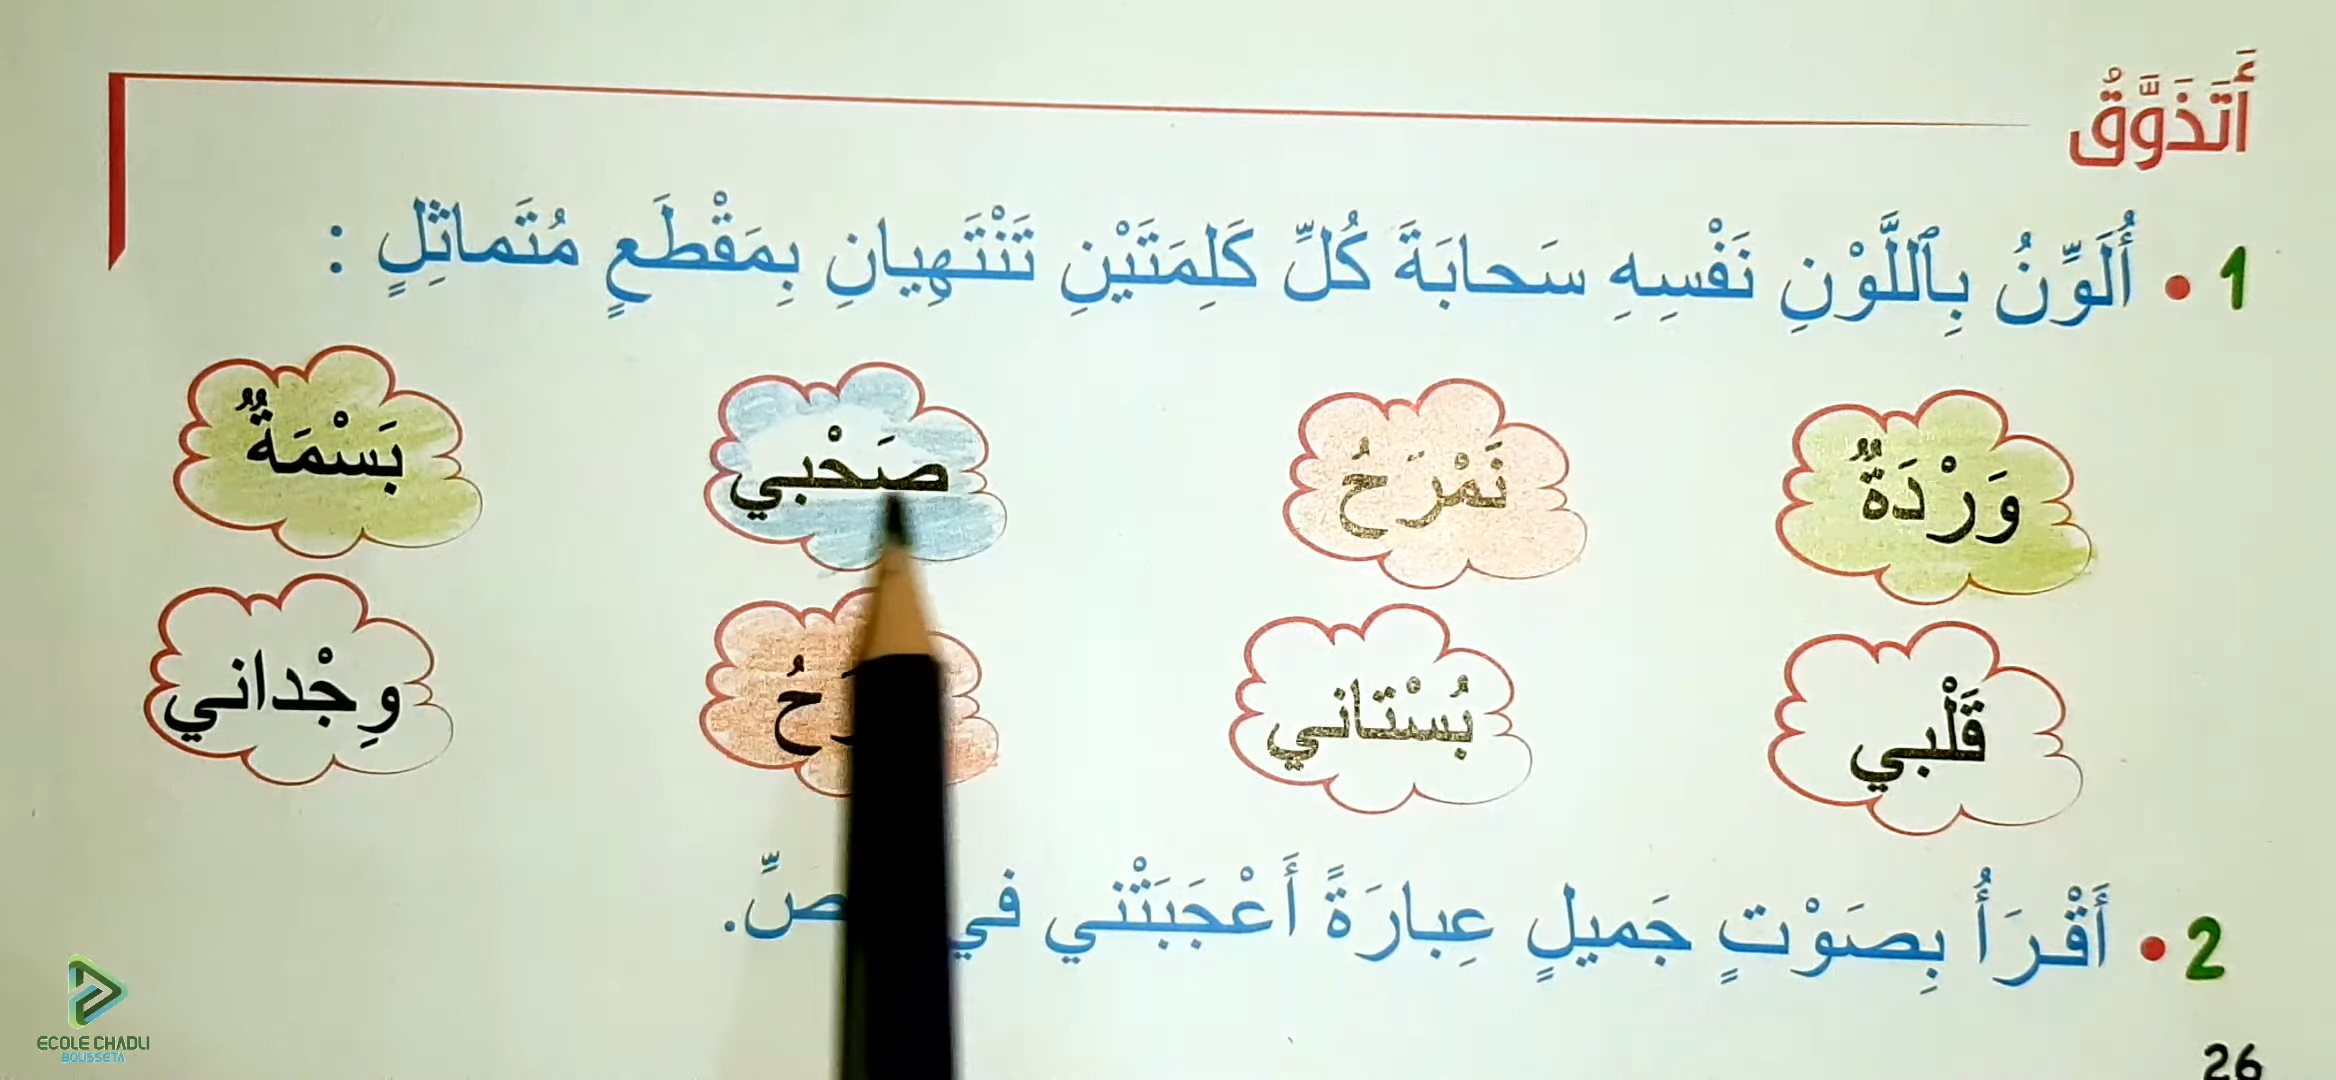 أَتَذَوَّقُ
1 • أُلَوِّنُ بِٱللَّوْنِ نَفْسِهِ سَحابَةَ كُلِّ كَلِمَتَيْنِ تَنْتَهِيانِ بِمَقْطَعٍ مُتَماثِلٍ :
وَرْدَةٌ نَمْرَحُ صَحْبي بَسْمَةٌ
قَلْبي بُسْتاني وِجْداني
2 • أَقْرَأُ بِصَوْتٍ جَميلٍ عِبارَةً أَعْجَبَتْني في
26
ECOLE CHADLI
BOUSSETA